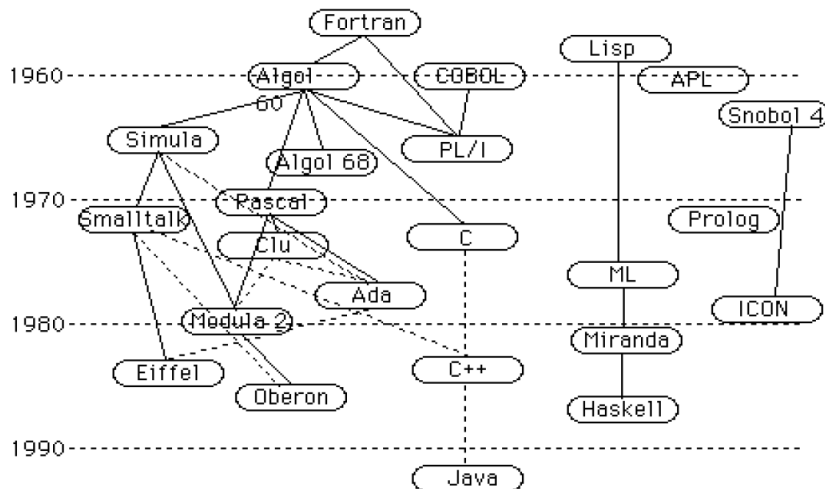 Fortran
Lisp
1960
Algol
60
COBOL
APL
Snobol 4
Simula
Algol 68
PL/I
1970
Pascal
Smalltalk
Clu
C
Prolog
ML
Ada
ICON
1980
Modula 2
Miranda
Eiffel
C++
Oberon
Haskell
1990
Java